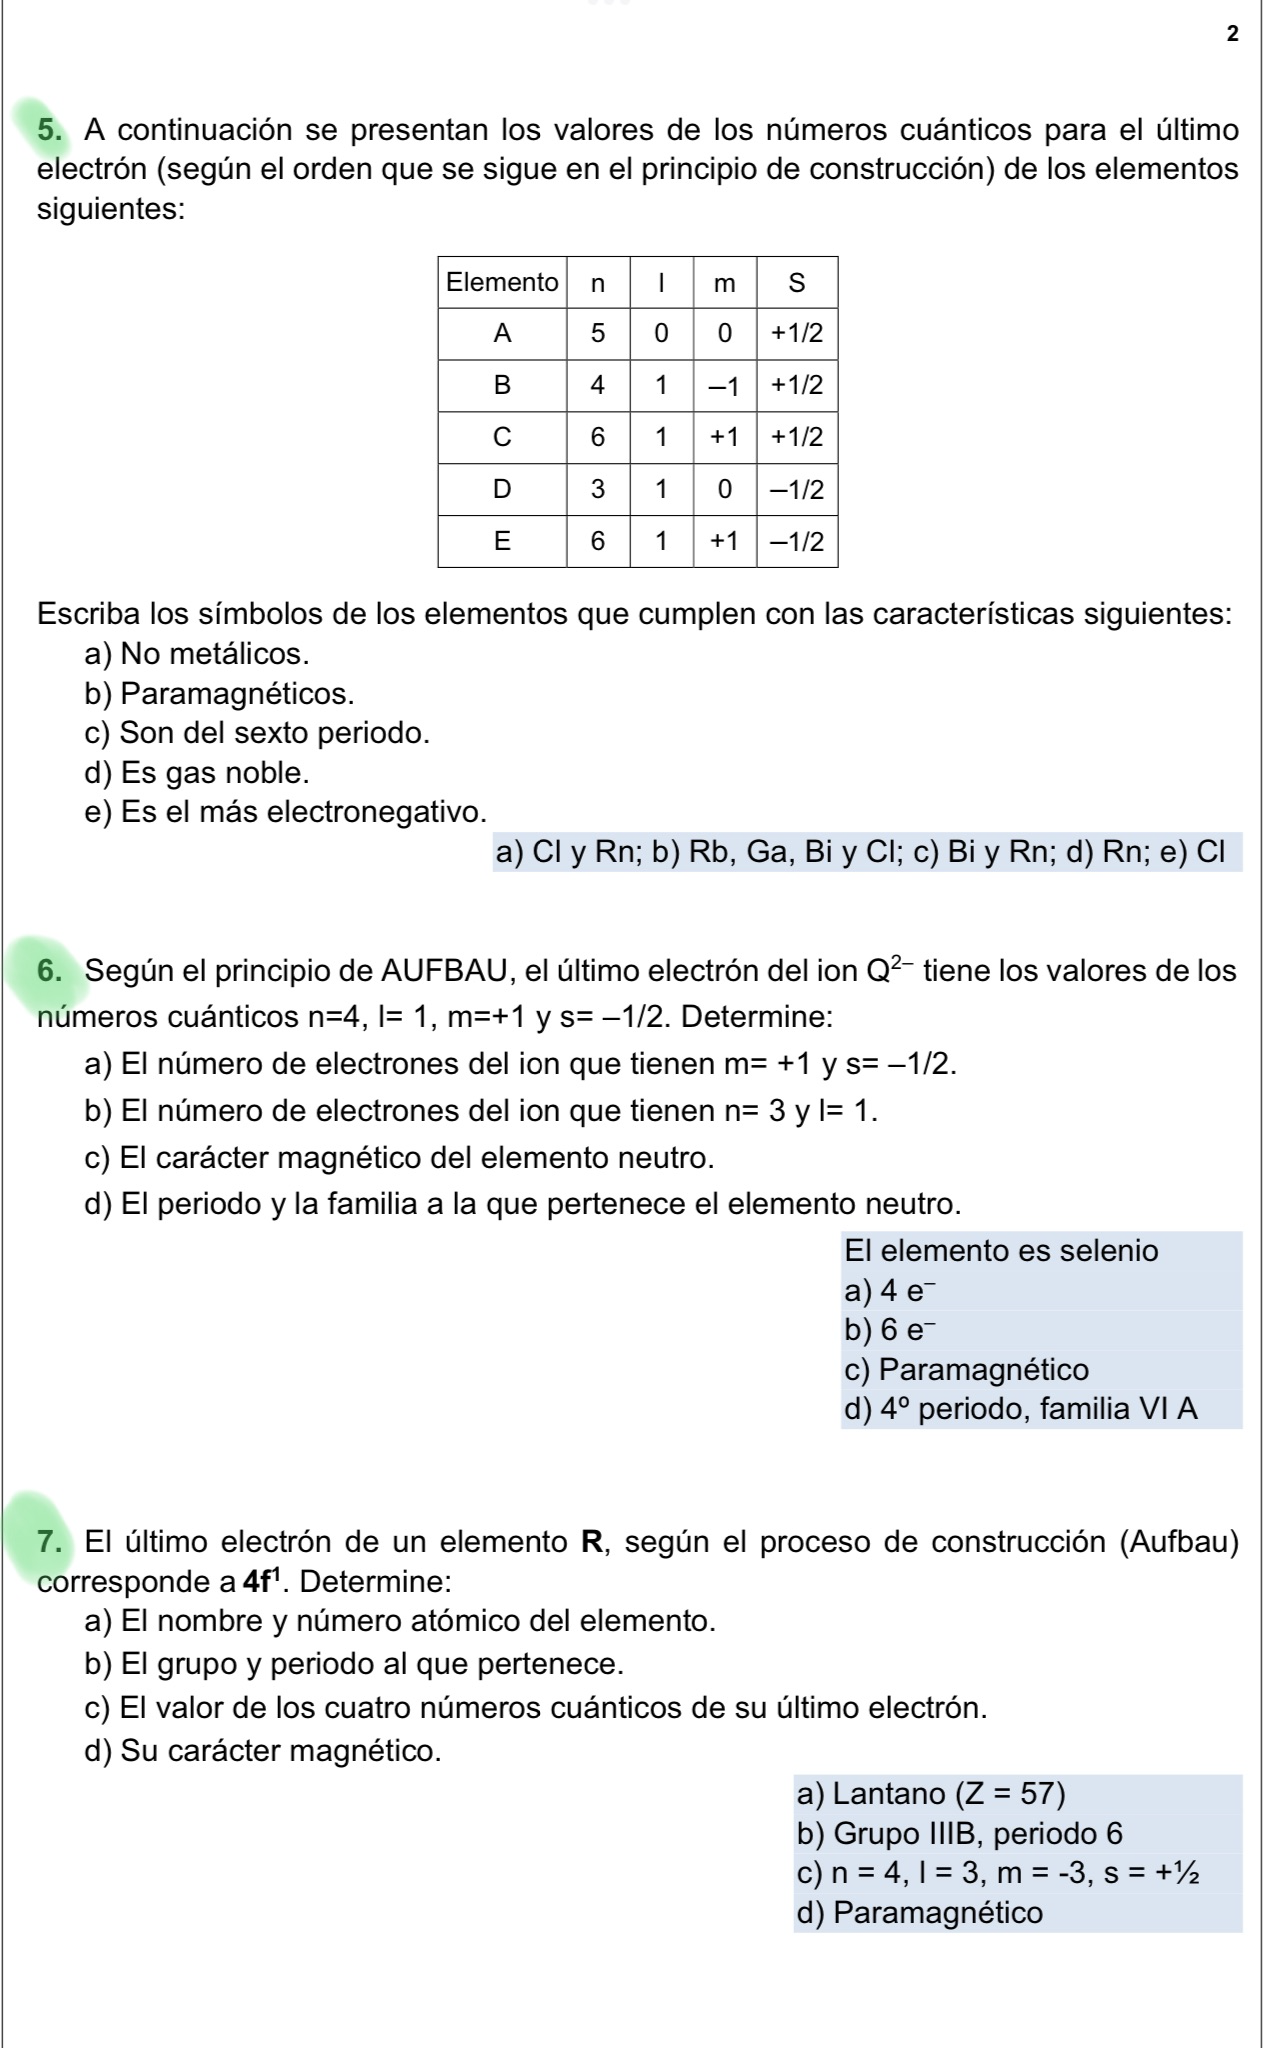 2
5. A continuación se presentan los valores de los números cuánticos para el último
electrón (según el orden que se sigue en el principio de construcción) de los elementos
siguientes:
Elemento n l m S
A 5 0 0 +1/2
B 4 1 –1 +1/2
C 6 1 +1 +1/2
D 3 1 0 –1/2
E 6 1 +1 –1/2
Escriba los símbolos de los elementos que cumplen con las características siguientes:
a) No metálicos.
b) Paramagnéticos.
c) Son del sexto periodo.
d) Es gas noble.
e) Es el más electronegativo.
a) Cl y Rn; b) Rb, Ga, Bi y Cl; c) Bi y Rn; d) Rn; e) Cl
6. Según el principio de AUFBAU, el último electrón del ion Q²⁻ tiene los valores de los
números cuánticos n=4, l= 1, m=+1 y s= –1/2. Determine:
a) El número de electrones del ion que tienen m= +1 y s= –1/2.
b) El número de electrones del ion que tienen n= 3 y l= 1.
c) El carácter magnético del elemento neutro.
d) El periodo y la familia a la que pertenece el elemento neutro.
El elemento es selenio
a) 4 e⁻
b) 6 e⁻
c) Paramagnético
d) 4º periodo, familia VI A
7. El último electrón de un elemento R, según el proceso de construcción (Aufbau)
corresponde a 4f¹. Determine:
a) El nombre y número atómico del elemento.
b) El grupo y periodo al que pertenece.
c) El valor de los cuatro números cuánticos de su último electrón.
d) Su carácter magnético.
a) Lantano (Z = 57)
b) Grupo IIIB, periodo 6
c) n = 4, l = 3, m = -3, s = +½
d) Paramagnético